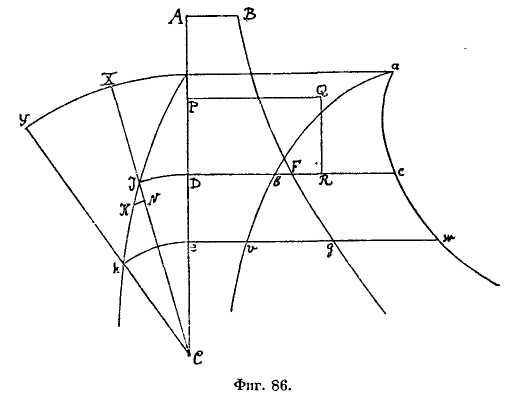 A B
X a
P Q
Y
J D b F R c
K N
k e v g w
C
Фиг. 86.